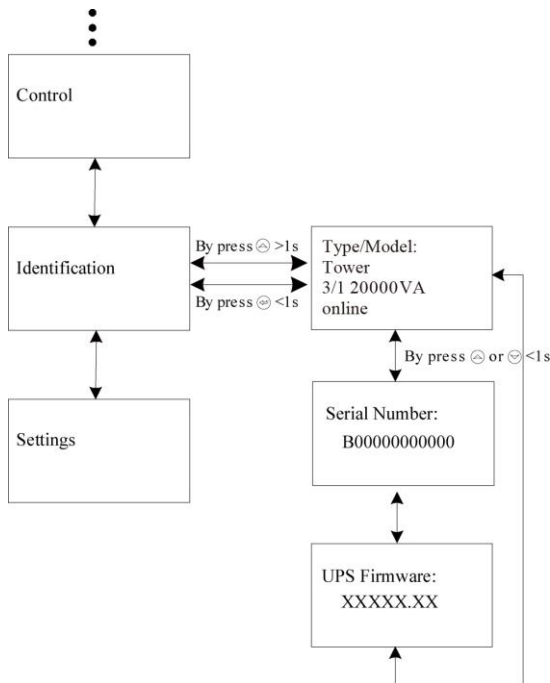 Control
Identification
By press >1s
By press <1s
Type/Model:
Tower
3/1 20000VA
online
By press or <1s
Settings
Serial Number:
B00000000000
UPS Firmware:
XXXXX.XX